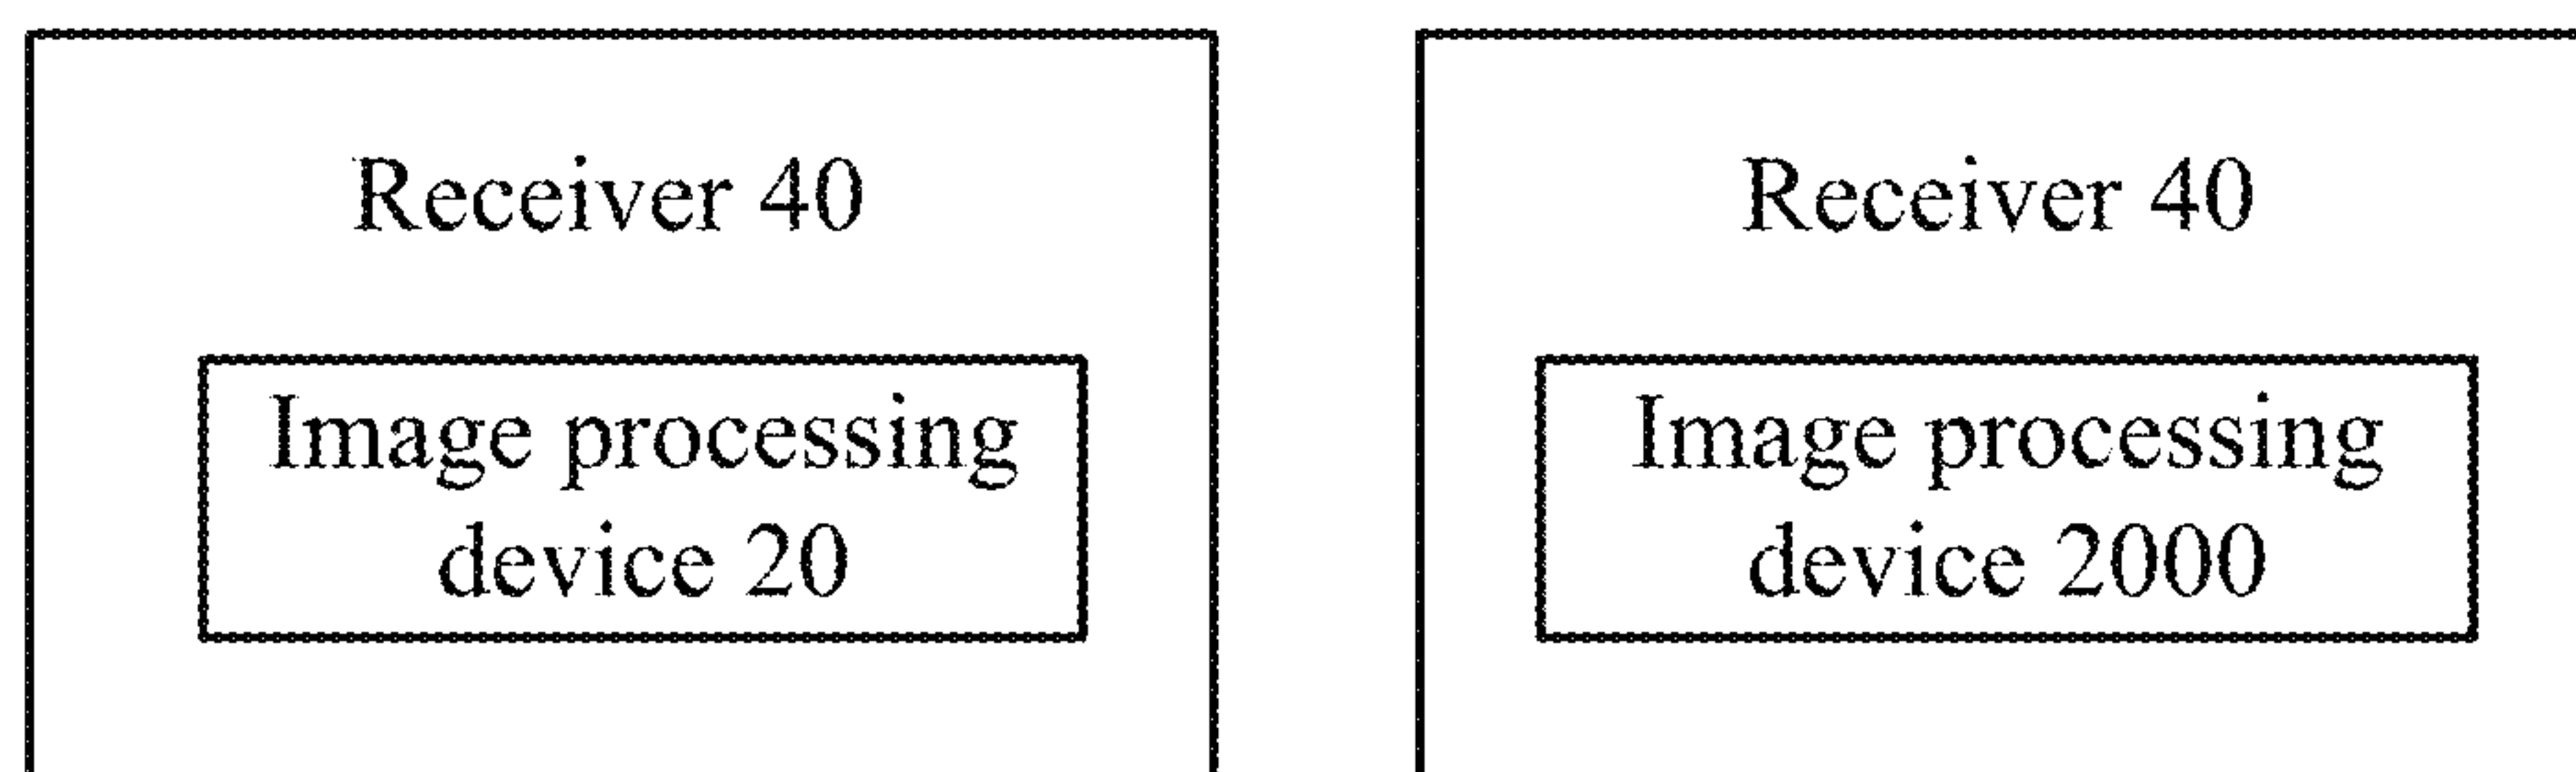 Receiver 40
Image processing
device 20
Receiver 40
Image processing
device 2000